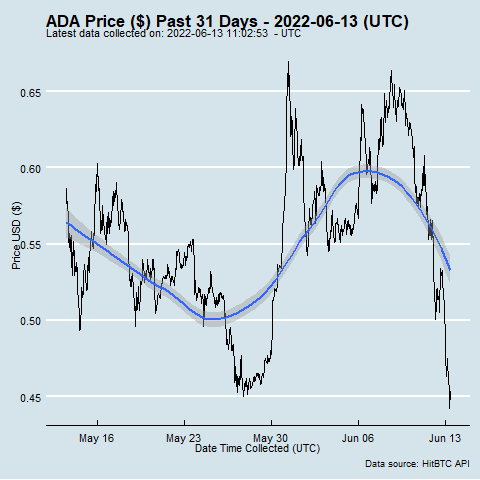 ADA Price ($) Past 31 Days - 2022-06-13 (UTC)
Latest data collected on: 2022-06-13 11:02:53 - UTC
Price USD ($)
0.65
0.60
0.55
0.50
0.45
May 16
May 23
May 30
Jun 06
Jun 13
Date Time Collected (UTC)
Data source: HitBTC API